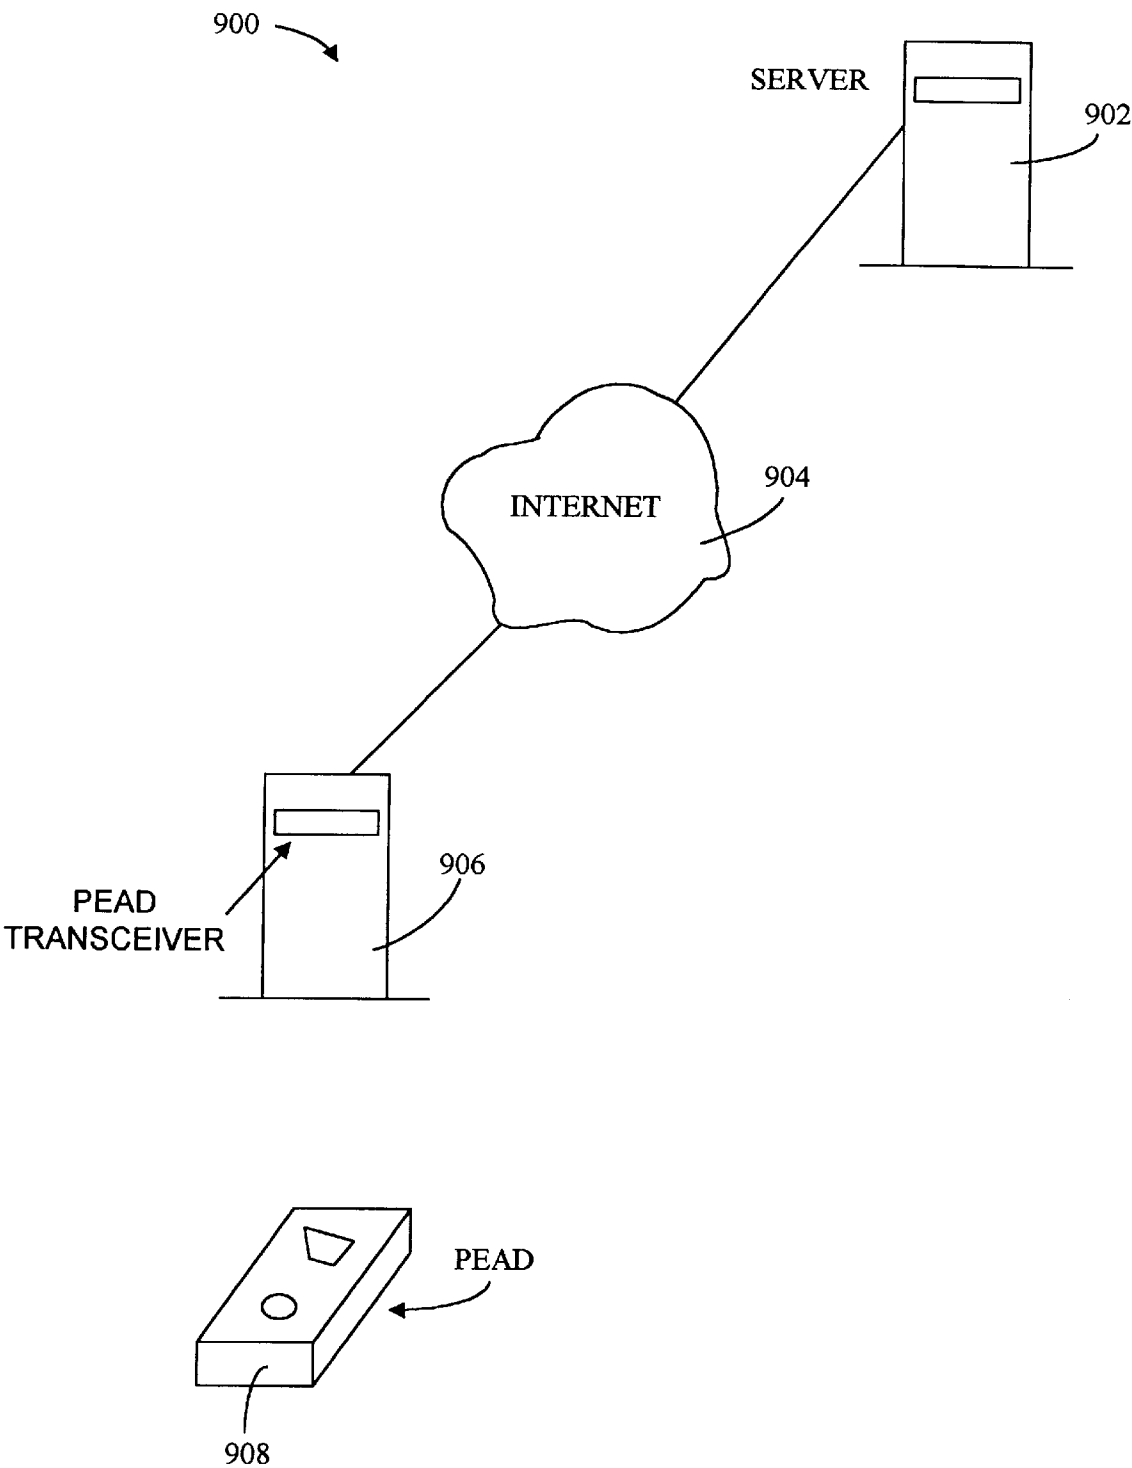 900
SERVER
902
904
INTERNET
906
PEAD
TRANSCEIVER
PEAD
908